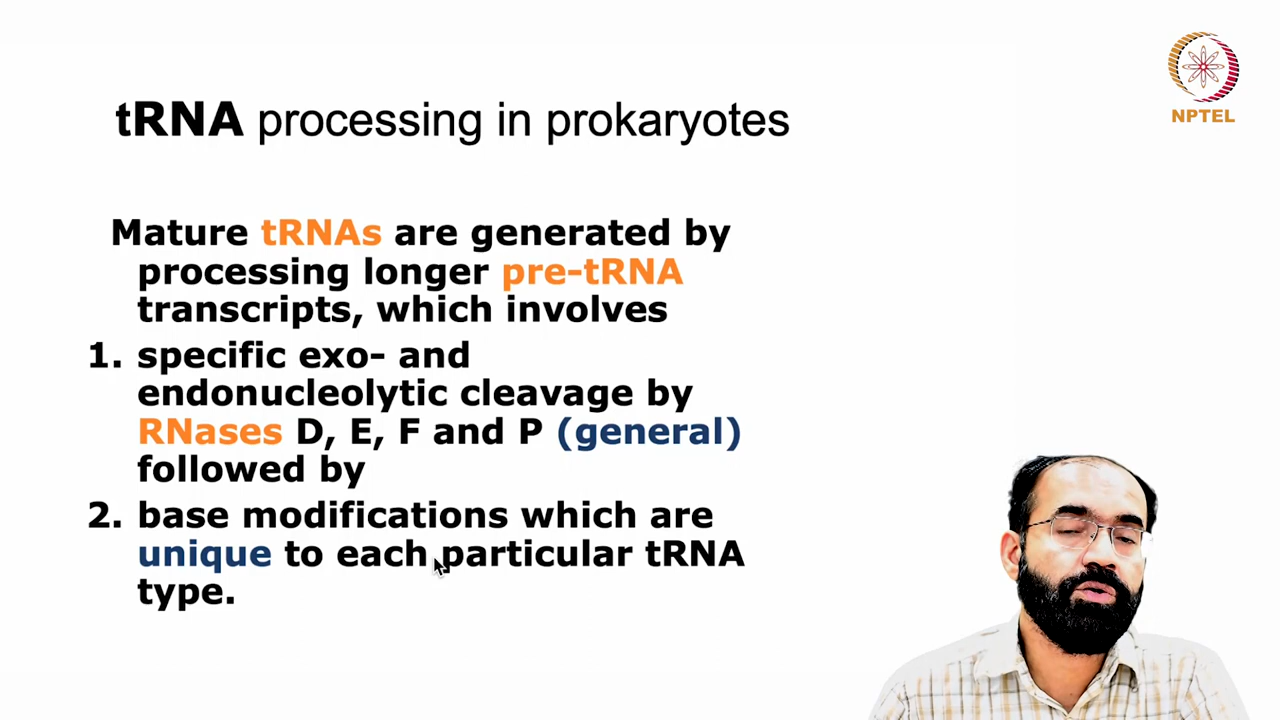 NPTEL
tRNA processing in prokaryotes
Mature tRNAs are generated by
processing longer pre-tRNA
transcripts, which involves
1. specific exo- and
endonucleolytic cleavage by
RNases D, E, F and P (general)
followed by
2. base modifications which are
unique to each particular tRNA
type.